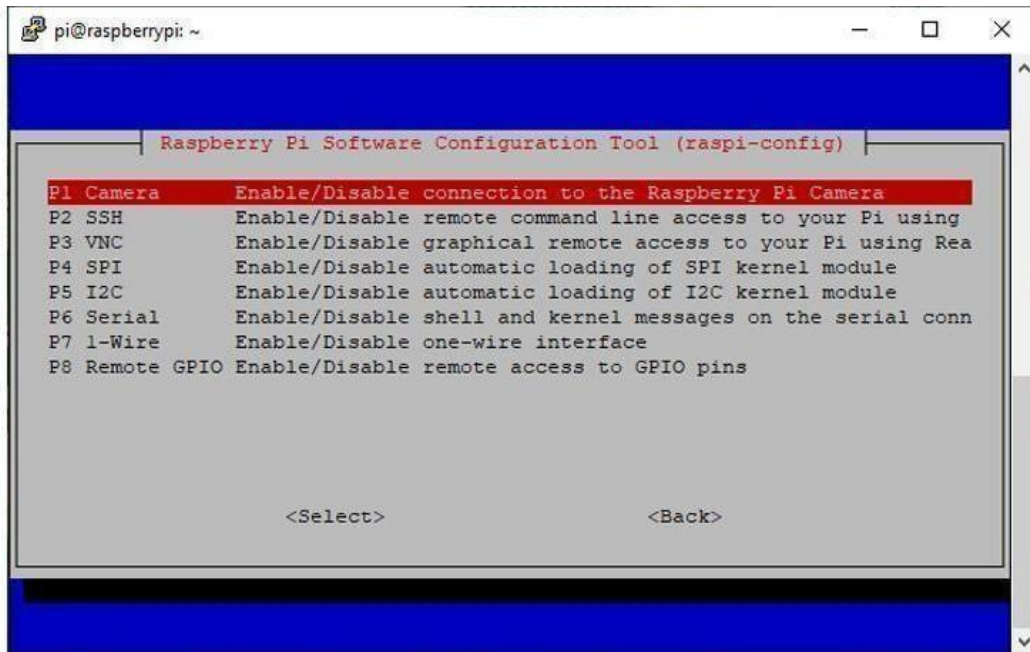 pi@raspberrypi: ~
Raspberry Pi Software Configuration Tool (raspi-config)
P1 Camera Enable/Disable connection to the Raspberry Pi Camera
P2 SSH Enable/Disable remote command line access to your Pi using
P3 VNC Enable/Disable graphical remote access to your Pi using Rea
P4 SPI Enable/Disable automatic loading of SPI kernel module
P5 I2C Enable/Disable automatic loading of I2C kernel module
P6 Serial Enable/Disable shell and kernel messages on the serial conn
P7 1-Wire Enable/Disable one-wire interface
P8 Remote GPIO Enable/Disable remote access to GPIO pins
<Select> <Back>